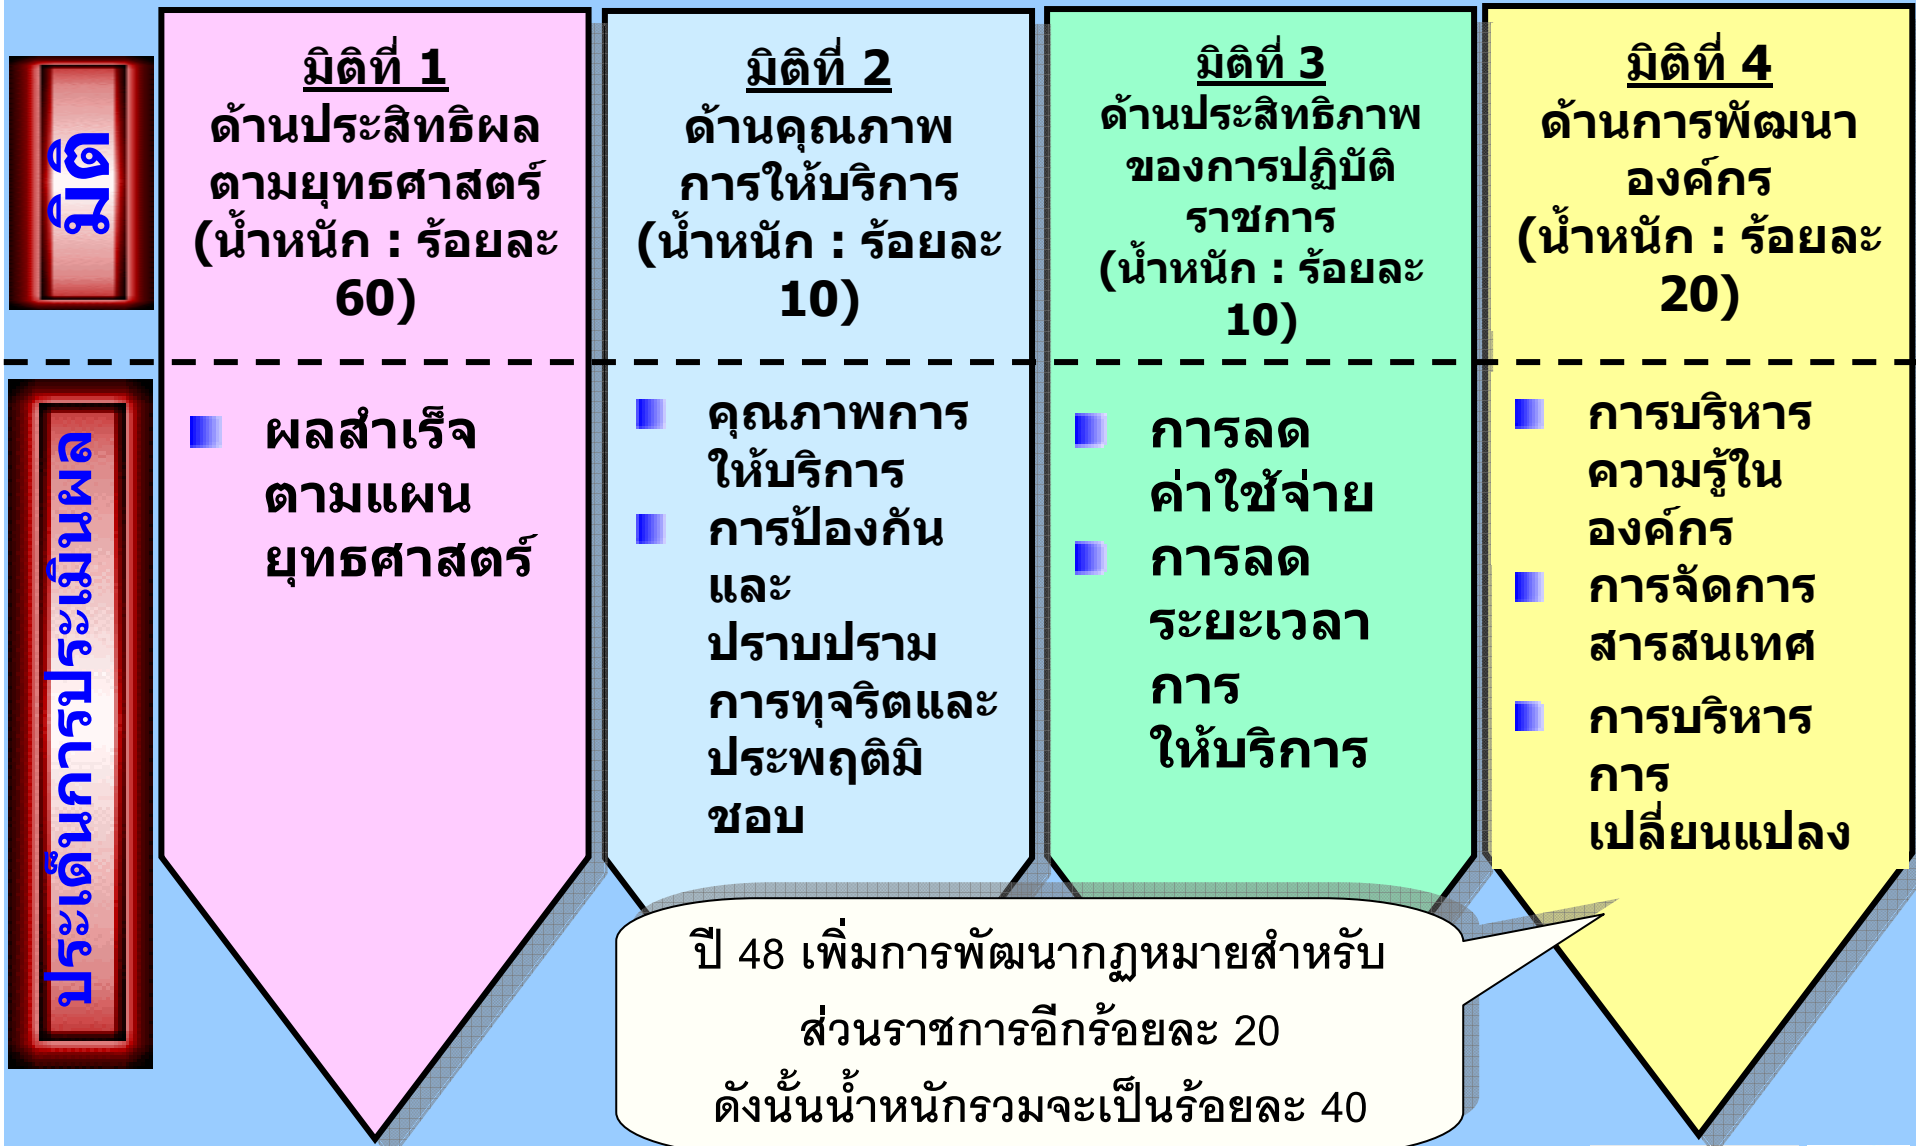 มิติ
มิติที่ 1
ด้านประสิทธิผล
ตามยุทธศาสตร์
(น้ำหนัก : ร้อยละ
60)
มิติที่ 2
ด้านคุณภาพ
การให้บริการ
(น้ำหนัก : ร้อยละ
10)
มิติที่ 3
ด้านประสิทธิภาพ
ของการปฏิบัติ
ราชการ
(น้ำหนัก : ร้อยละ
10)
มิติที่ 4
ด้านการพัฒนา
องค์กร
(น้ำหนัก : ร้อยละ
20)
ประเด็นการประเมินผล
ผลสำเร็จ
ตามแผน
ยุทธศาสตร์
คุณภาพการ
ให้บริการ
การป้องกัน
และ
ปราบปราม
การทุจริตและ
ประพฤติมิ
ชอบ
การลด
ค่าใช้จ่าย
การลด
ระยะเวลา
การ
ให้บริการ
การบริหาร
ความรู้ใน
องค์กร
การจัดการ
สารสนเทศ
การบริหาร
การ
เปลี่ยนแปลง
ปี 48 เพิ่มการพัฒนากฎหมายสำหรับ
ส่วนราชการอีกร้อยละ 20
ดังนั้นน้ำหนักรวมจะเป็นร้อยละ 40